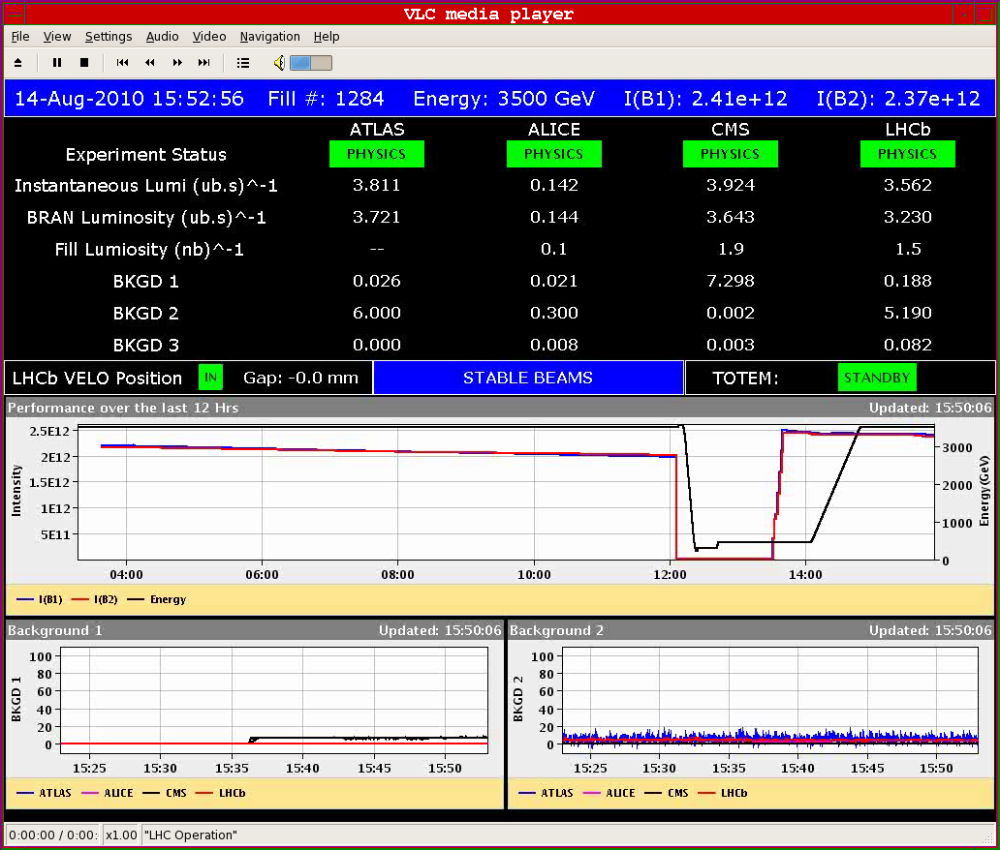 VLC media player
File View Settings Audio Video Navigation Help
14-Aug-2010 15:52:56 Fill #: 1284 Energy: 3500 GeV I(B1): 2.41e+12 I(B2): 2.37e+12
ATLAS ALICE CMS LHCb
Experiment Status PHYSICS PHYSICS PHYSICS PHYSICS
Instantaneous Lumi (ub.s)^-1 3.811 0.142 3.924 3.562
BRAN Luminosity (ub.s)^-1 3.721 0.144 3.643 3.230
Fill Lumiosity (nb)^-1 -- 0.1 1.9 1.5
BKGD 1 0.026 0.021 7.298 0.188
BKGD 2 6.000 0.300 0.002 5.190
BKGD 3 0.000 0.008 0.003 0.082
LHCb VELO Position IN Gap: -0.0 mm STABLE BEAMS TOTEM: STANDBY
Performance over the last 12 Hrs Updated: 15:50:06
Intensity
2.5E12
2E12
1.5E12
1E12
5E11
3000
2000
1000
0
Energy(GeV)
04:00 06:00 08:00 10:00 12:00 14:00
I(B1) I(B2) Energy
Background 1 Updated: 15:50:06
BKGD 1
100
80
60
40
20
0
15:25 15:30 15:35 15:40 15:45 15:50
ATLAS ALICE CMS LHCb
Background 2 Updated: 15:50:06
BKGD 2
100
80
60
40
20
0
15:25 15:30 15:35 15:40 15:45 15:50
ATLAS ALICE CMS LHCb
0:00:00 / 0:00: x1.00 "LHC Operation"